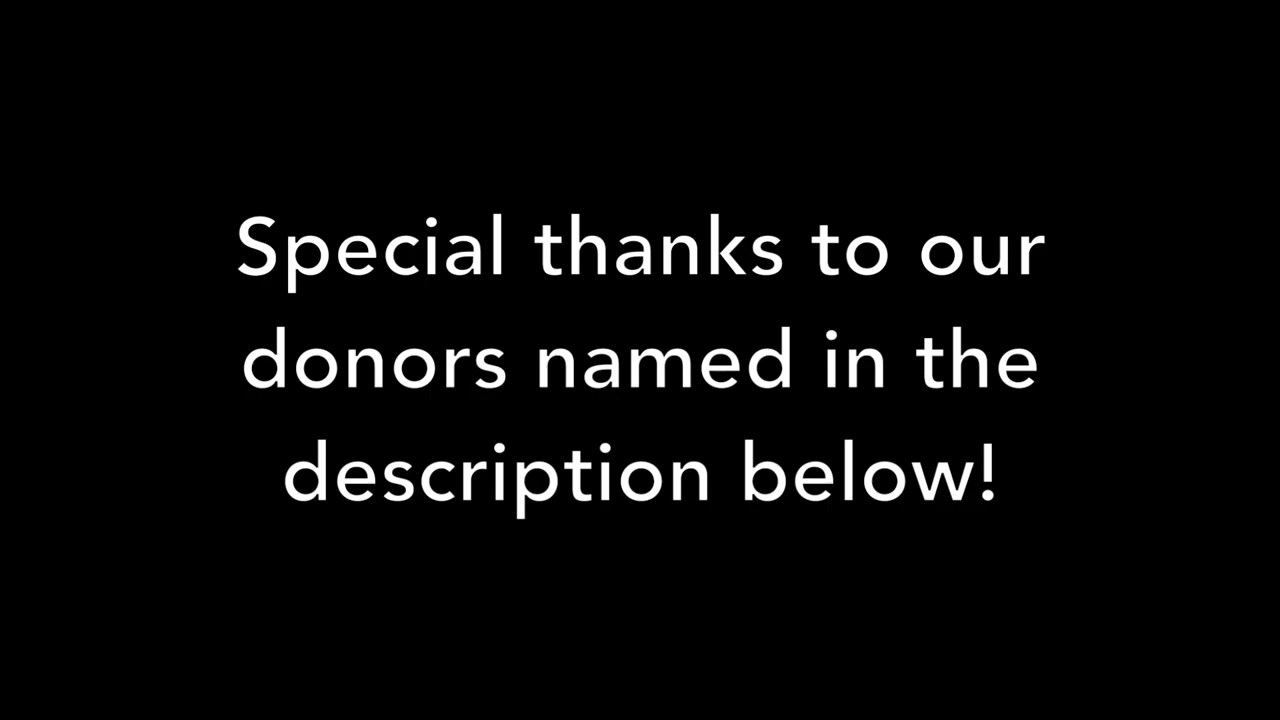 Special thanks to our
donors named in the
description below!